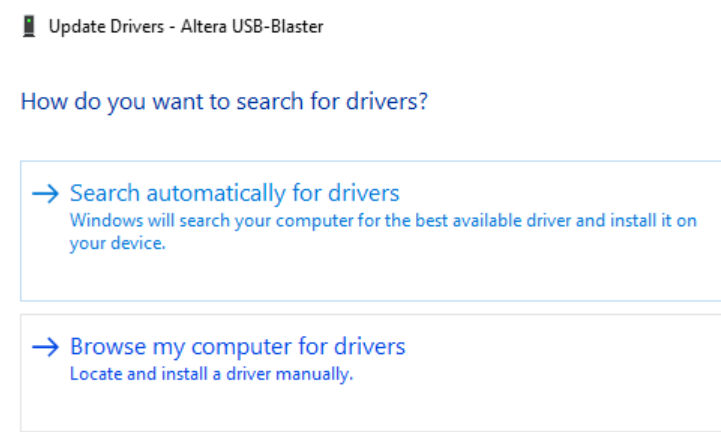 Update Drivers - Altera USB-Blaster
How do you want to search for drivers?
Search automatically for drivers
Windows will search your computer for the best available driver and install it on
your device.
Browse my computer for drivers
Locate and install a driver manually.